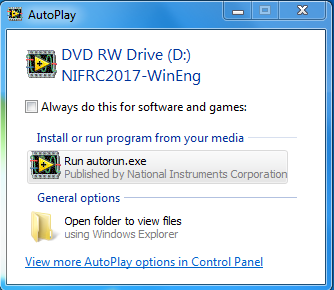 AutoPlay
DVD RW Drive (D:)
NIFRC2017-WinEng
Always do this for software and games:
Install or run program from your media
Run autorun.exe
Published by National Instruments Corporation
General options
Open folder to view files
using Windows Explorer
View more AutoPlay options in Control Panel